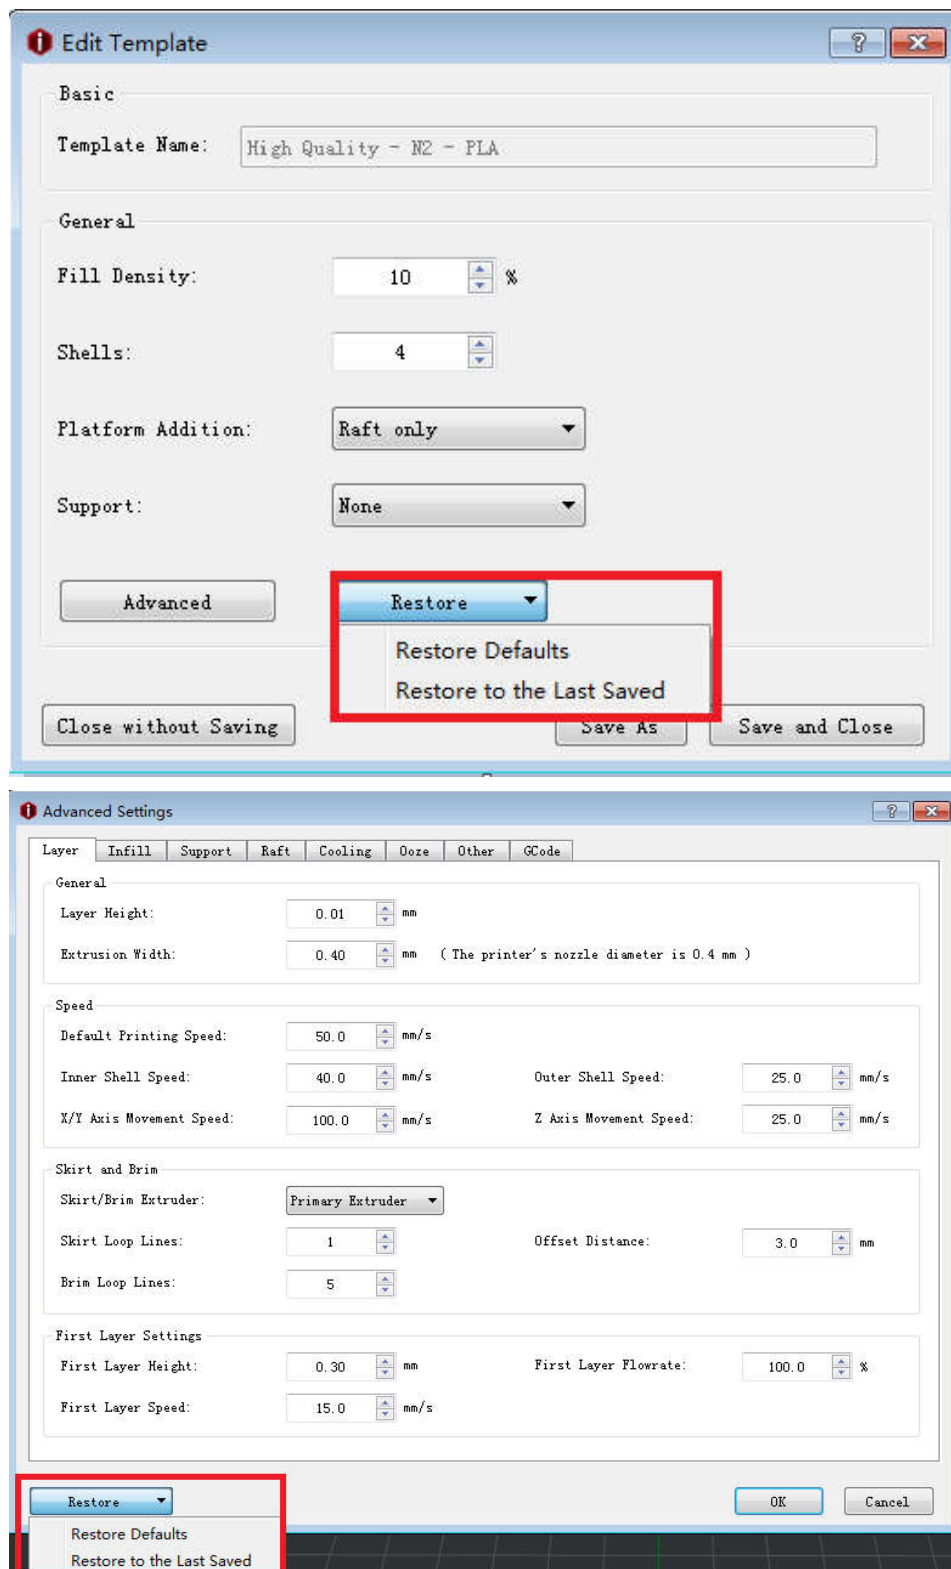 Edit Template
Basic
Template Name: High Quality - N2 - PLA
General
Fill Density: 10 %
Shells: 4
Platform Addition: Raft only
Support: None
Advanced Restore
Restore Defaults
Restore to the Last Saved
Close without Saving Save As Save and Close
Advanced Settings
Layer Infill Support Raft Cooling Ooze Other GCode
General
Layer Height: 0.01 mm
Extrusion Width: 0.40 mm ( The printer's nozzle diameter is 0.4 mm )
Speed
Default Printing Speed: 50.0 mm/s
Inner Shell Speed: 40.0 mm/s Outer Shell Speed: 25.0 mm/s
X/Y Axis Movement Speed: 100.0 mm/s Z Axis Movement Speed: 25.0 mm/s
Skirt and Brim
Skirt/Brim Extruder: Primary Extruder
Skirt Loop Lines: 1 Offset Distance: 3.0 mm
Brim Loop Lines: 5
First Layer Settings
First Layer Height: 0.30 mm First Layer Flowrate: 100.0 %
First Layer Speed: 15.0 mm/s
Restore OK Cancel
Restore Defaults
Restore to the Last Saved